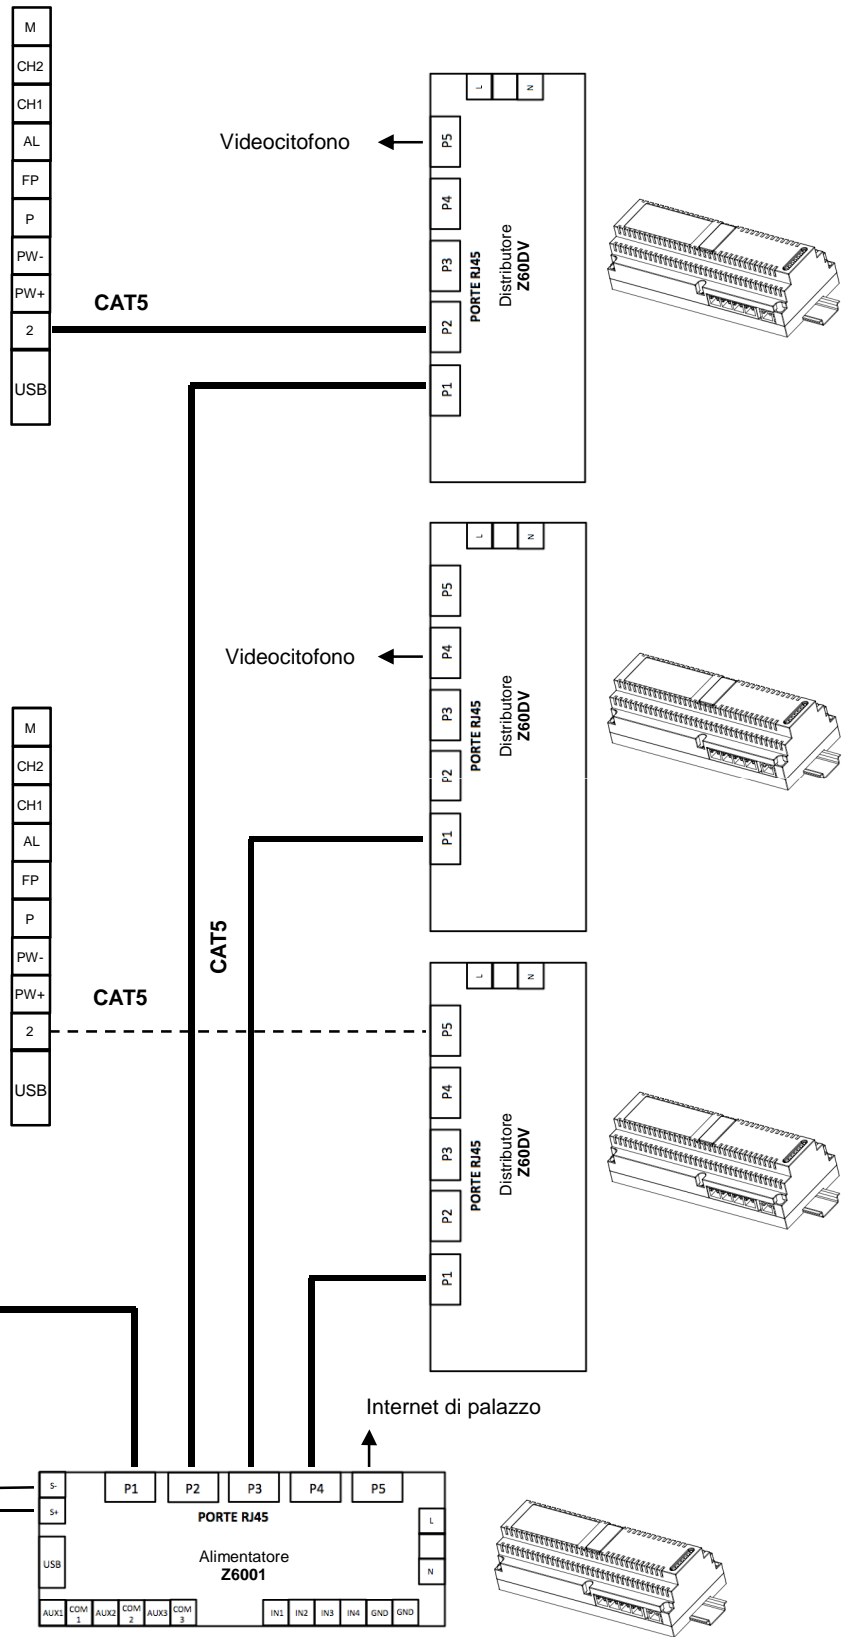 M
CH2
CH1
AL
FP
P
PW-
PW+
2
USB
CAT5
Videocitofono
L
N
P5
P4
P3
P2
P1
PORTE RJ45
Distributore
Z60DV
L
N
Videocitofono
P5
P4
P3
P2
P1
PORTE RJ45
Distributore
Z60DV
M
CH2
CH1
AL
FP
P
PW-
PW+
2
USB
CAT5
CAT5
L
N
P5
P4
P3
P2
P1
PORTE RJ45
Distributore
Z60DV
Internet di palazzo
S-
S+
P1
P2
P3
P4
P5
PORTE RJ45
L
N
USB
Alimentatore
Z6001
AUX1
COM 1
AUX2
COM 2
AUX3
COM 3
IN1
IN2
IN3
IN4
GND
GND